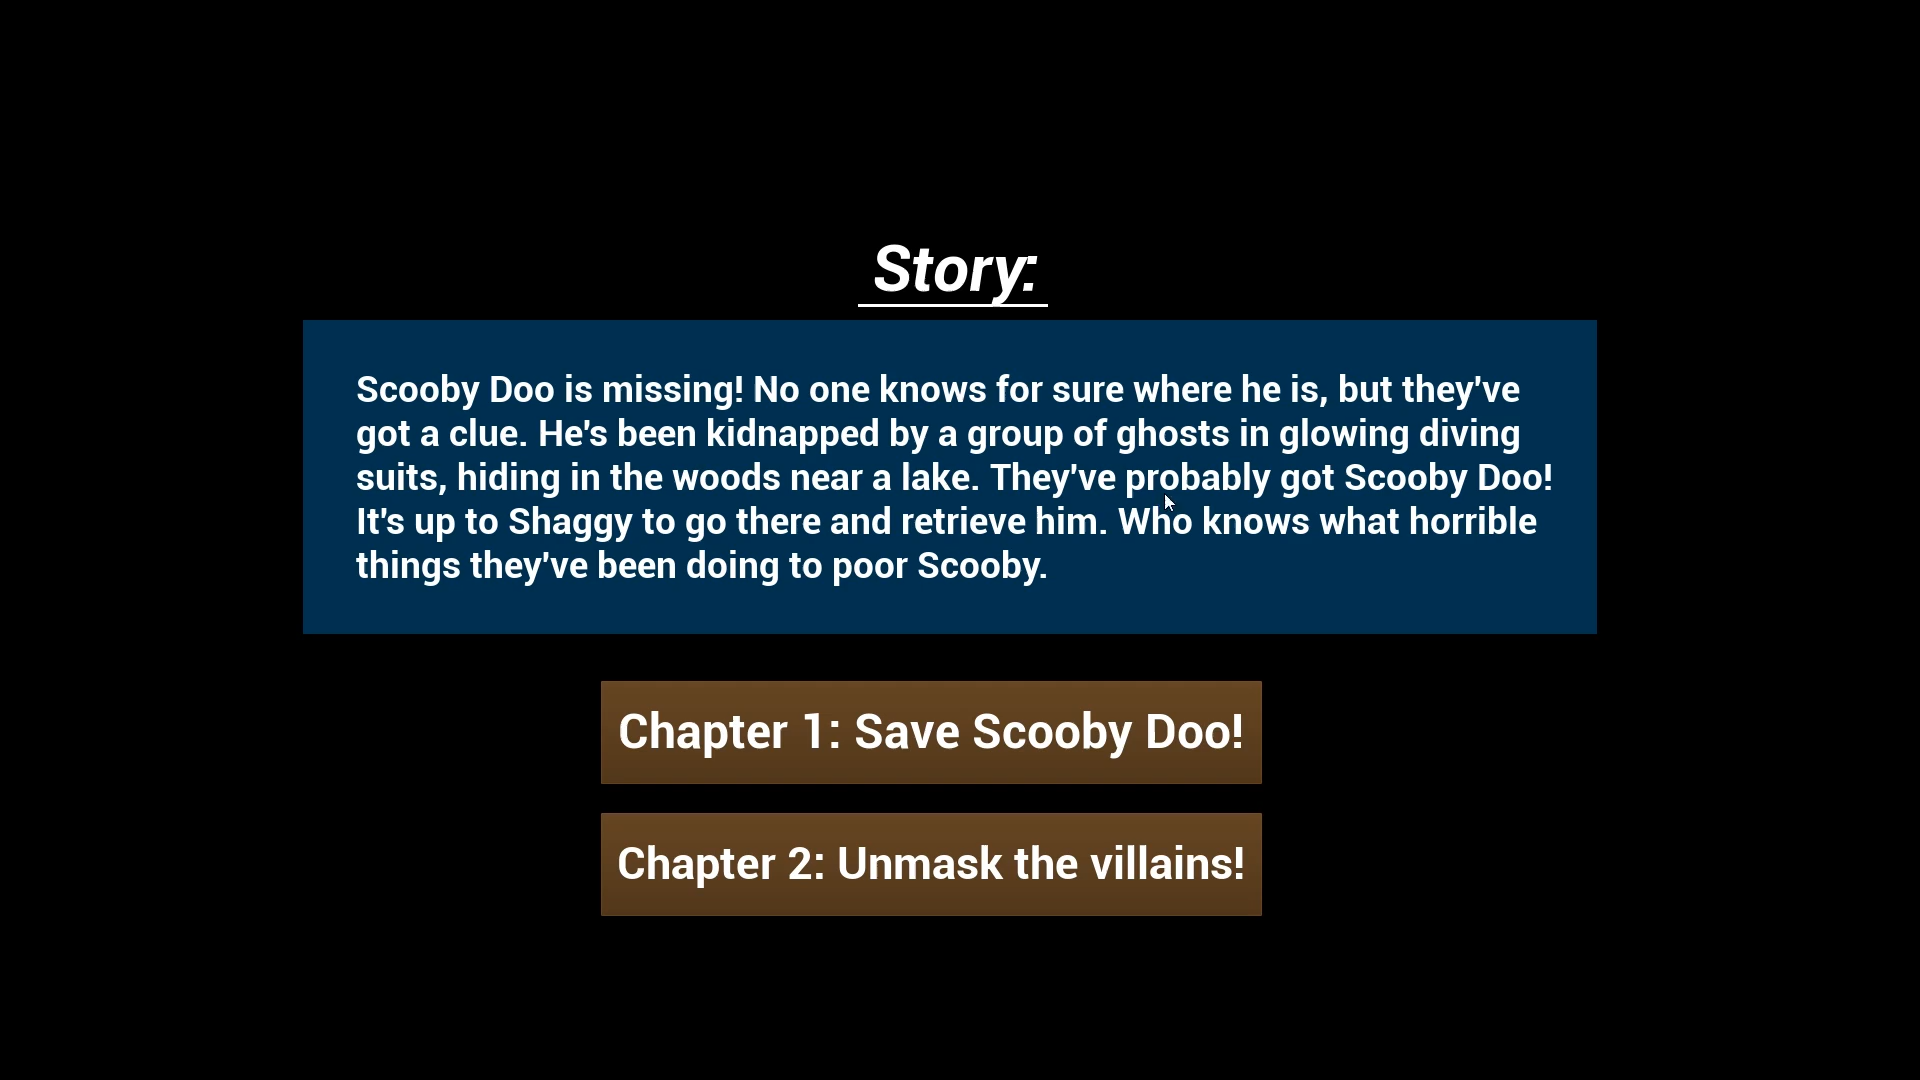 Story:
Scooby Doo is missing! No one knows for sure where he is, but they've
got a clue. He's been kidnapped by a group of ghosts in glowing diving
suits, hiding in the woods near a lake. They've probably got Scooby Doo!
It's up to Shaggy to go there and retrieve him. Who knows what horrible
things they've been doing to poor Scooby.
Chapter 1: Save Scooby Doo!
Chapter 2: Unmask the villains!